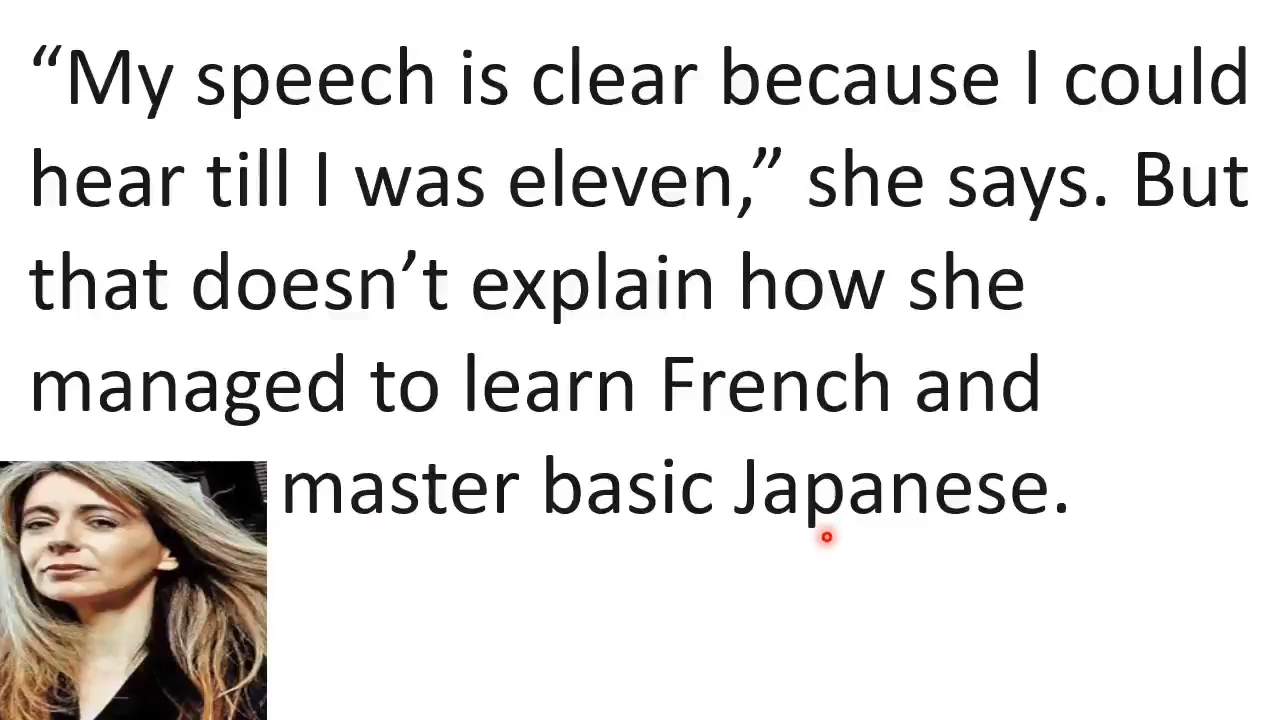 “My speech is clear because I could
hear till I was eleven,” she says. But
that doesn’t explain how she
managed to learn French and
master basic Japanese.